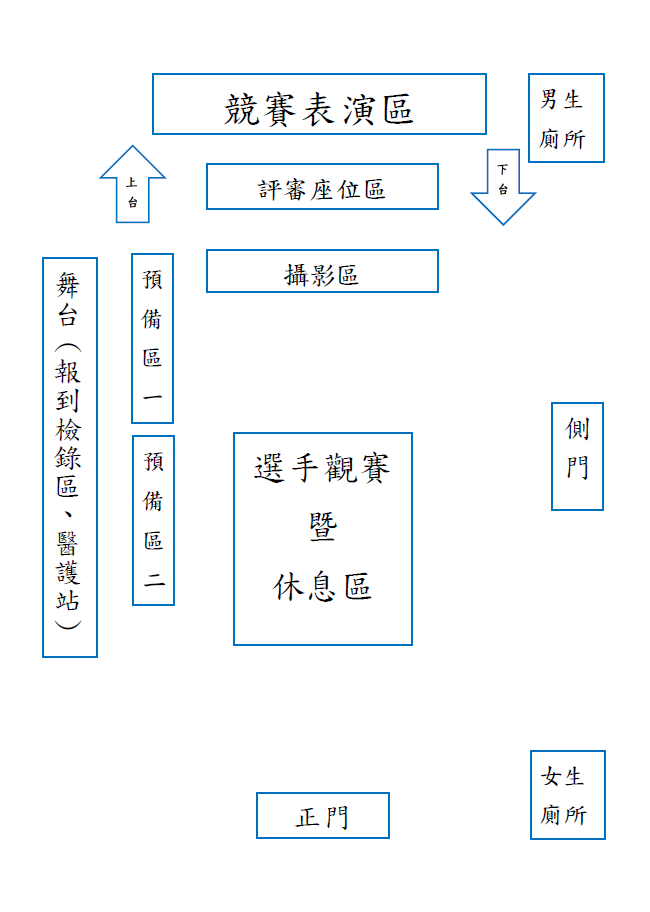 競賽表演區
男生
廁所
上
台
評審座位區
下
台
攝影區
舞台（報到檢錄區、醫護站）
預備區一
預備區二
選手觀賽
暨
休息區
側門
正門
女生
廁所